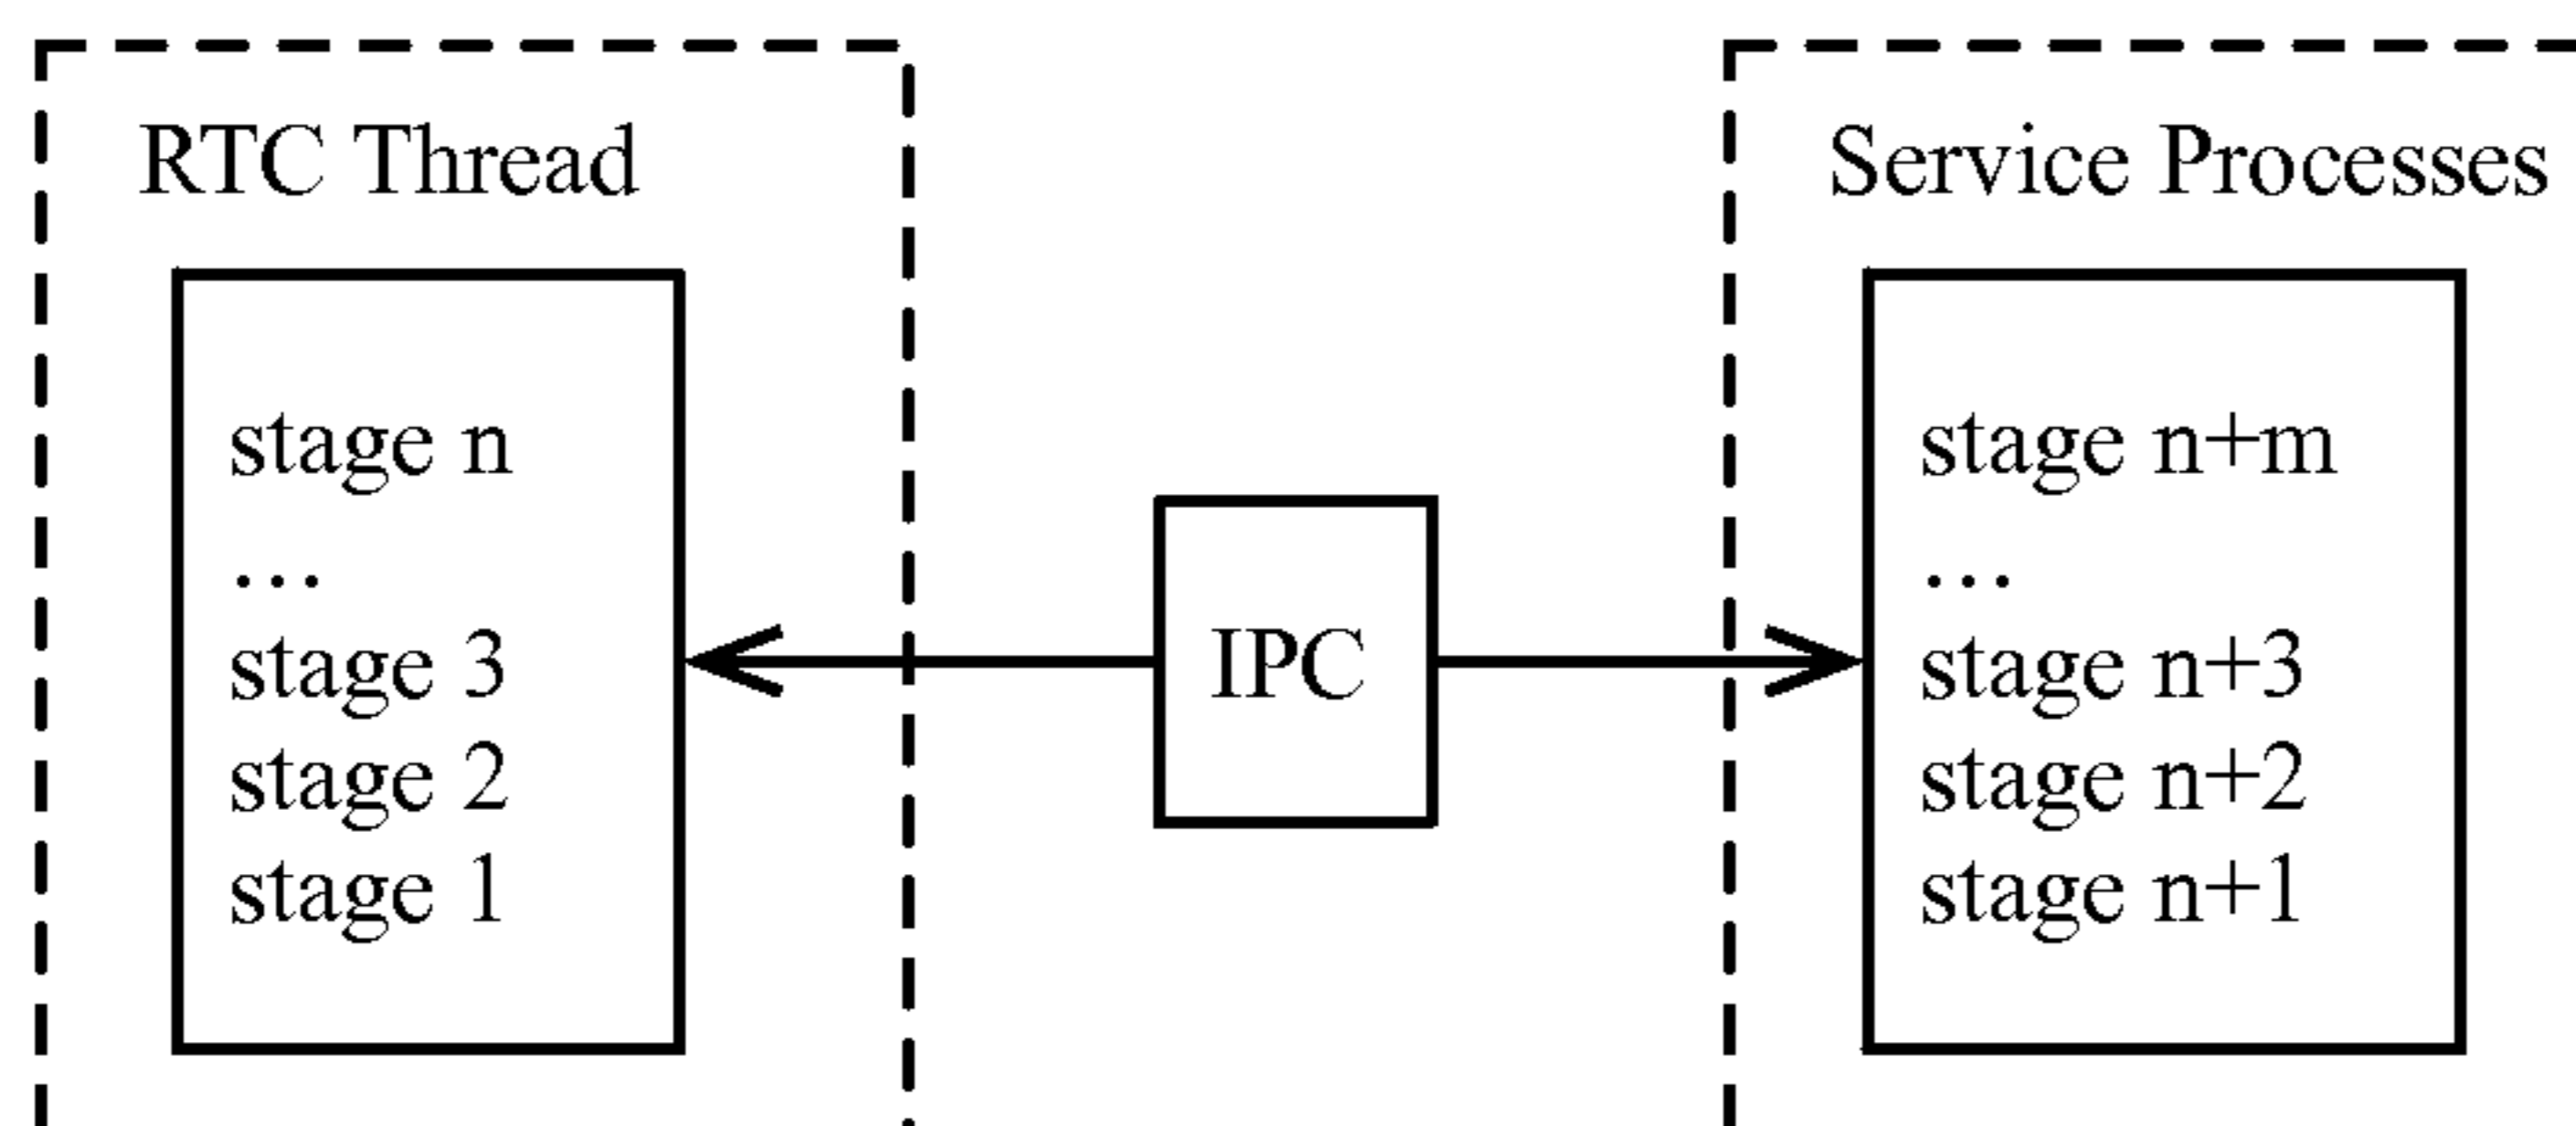 RTC Thread
stage n
...
stage 3
stage 2
stage 1
IPC
Service Processes
stage n+m
...
stage n+3
stage n+2
stage n+1